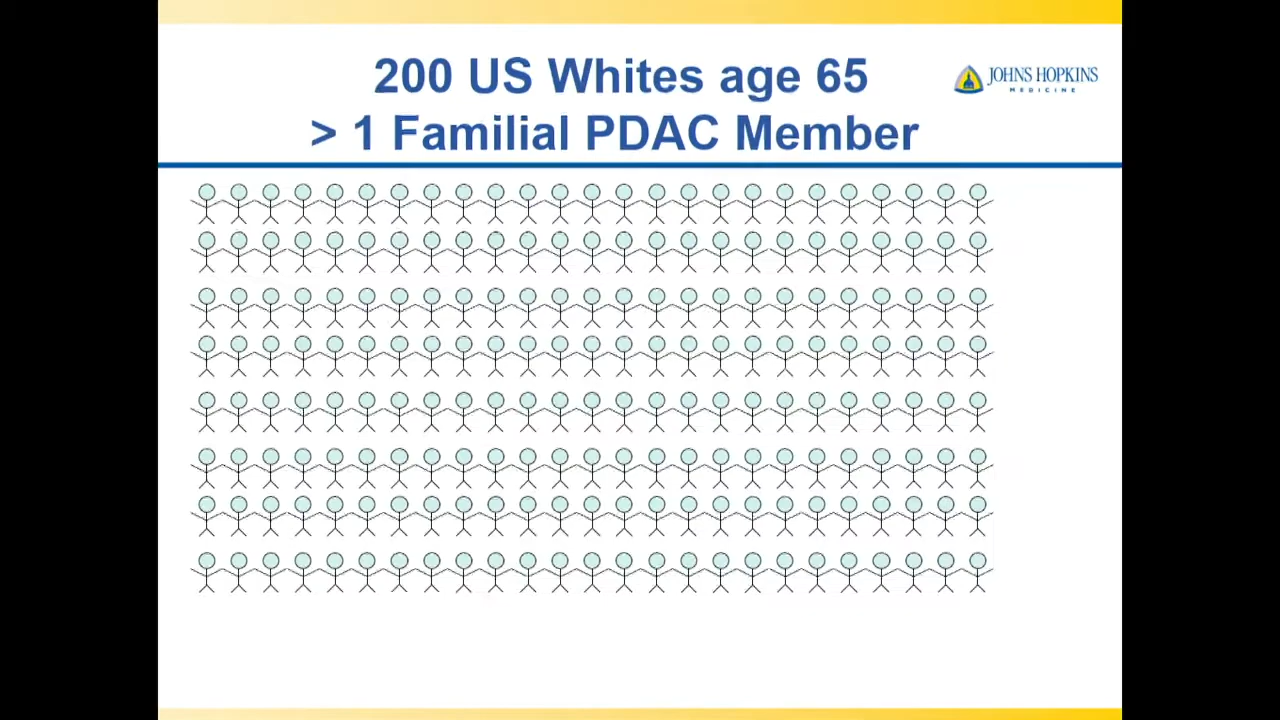 200 US Whites age 65
> 1 Familial PDAC Member
JOHNS HOPKINS
MEDICINE